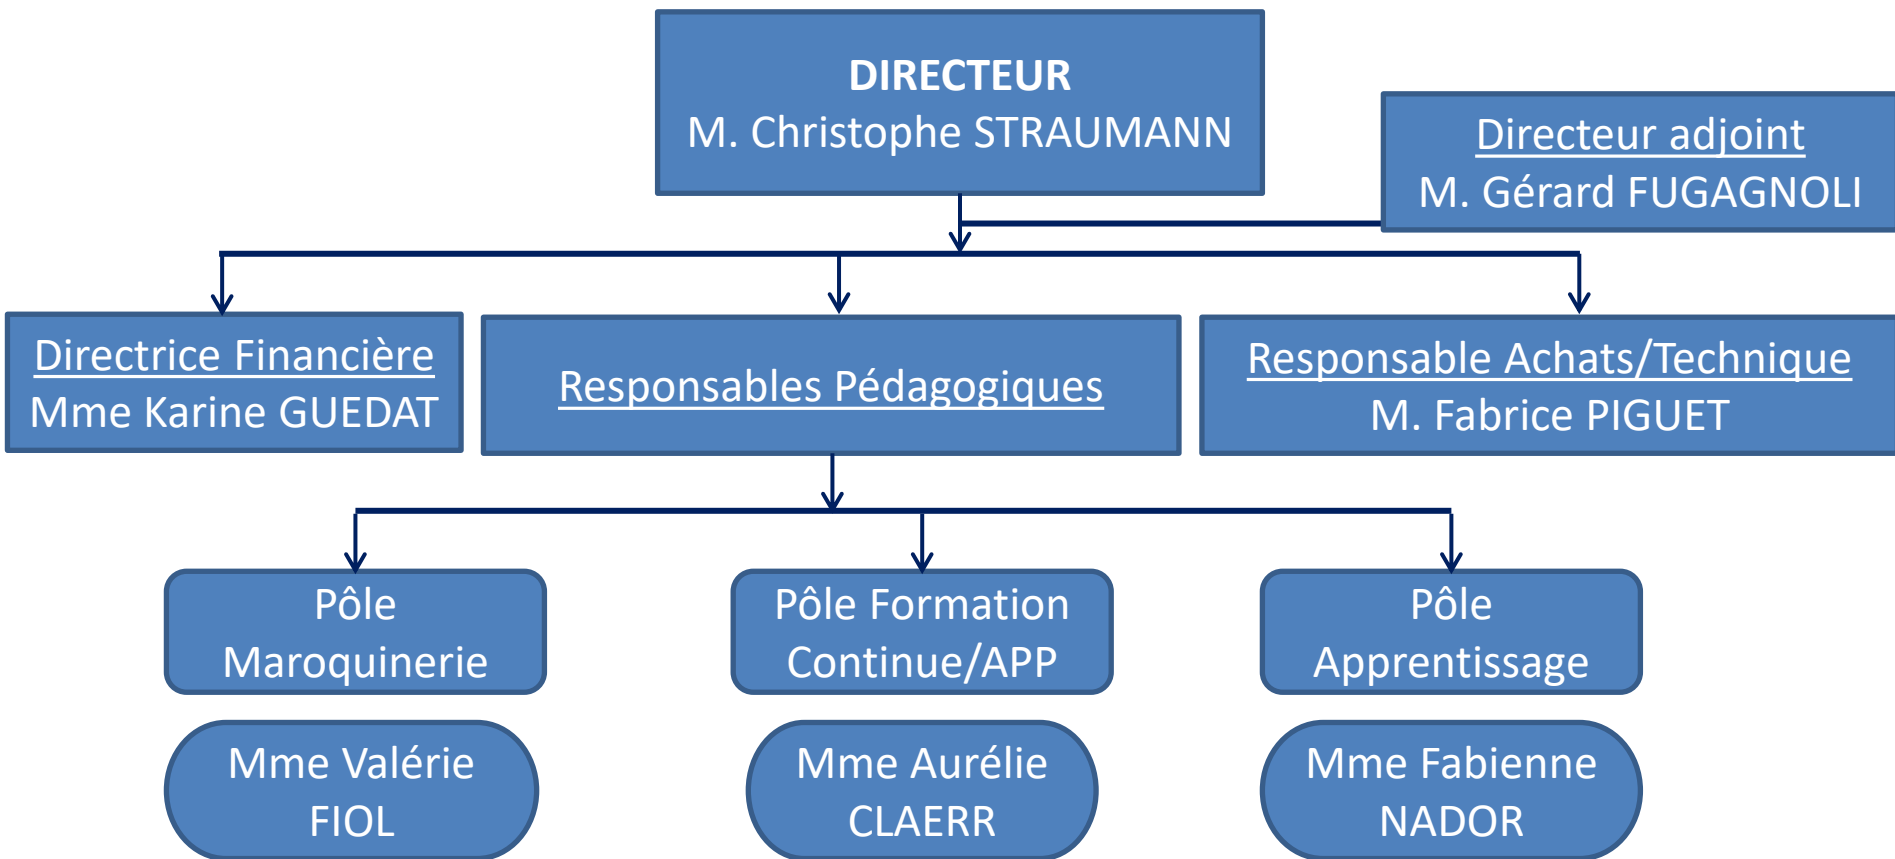 DIRECTEUR
M. Christophe STRAUMANN
Directeur adjoint
M. Gérard FUGAGNOLI
Directrice Financière
Mme Karine GUEDAT
Responsables Pédagogiques
Responsable Achats/Technique
M. Fabrice PIGUET
Pôle
Maroquinerie
Pôle Formation
Continue/APP
Pôle
Apprentissage
Mme Valérie
FIOL
Mme Aurélie
CLAERR
Mme Fabienne
NADOR